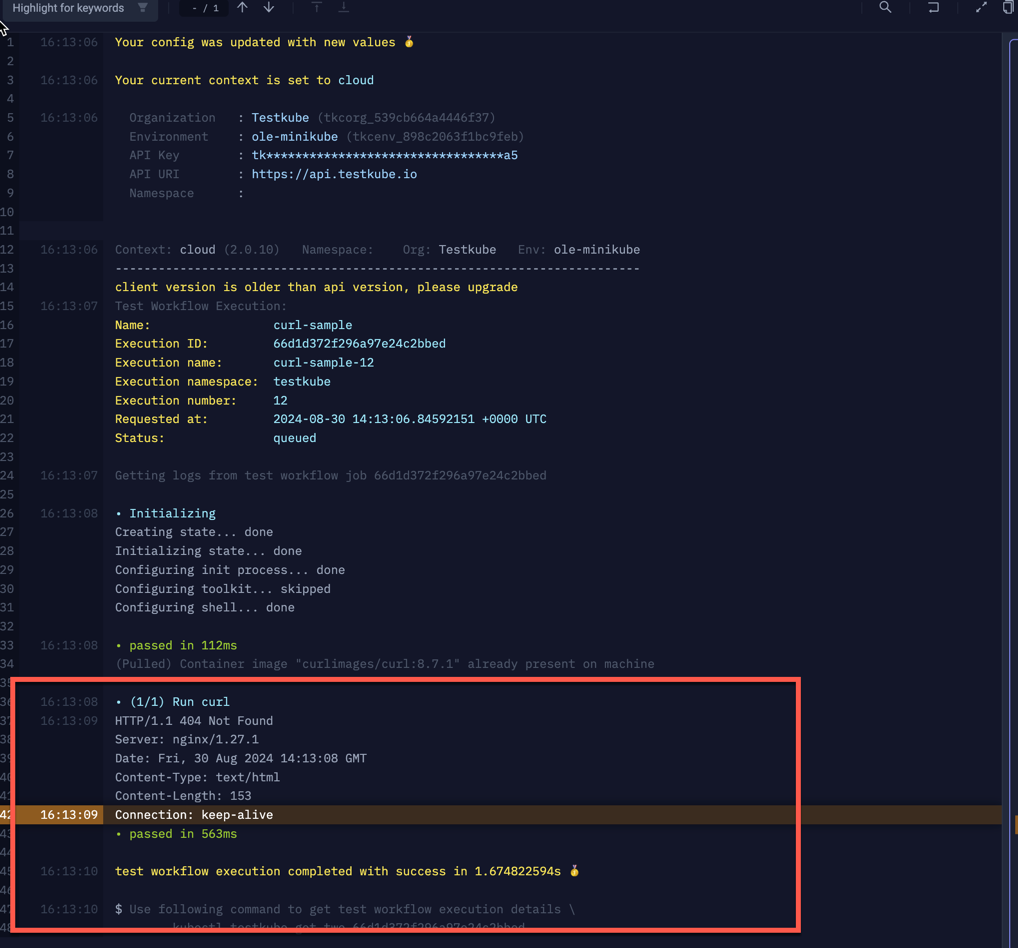 Highlight for keywords - / 1
1 16:13:06 Your config was updated with new values 🥇
2
3 16:13:06 Your current context is set to cloud
4
5 16:13:06 Organization : Testkube (tkcorg_539cb664a4446f37)
6 Environment : ole-minikube (tkcenv_898c2063f1bc9feb)
7 API Key : tk*********************************a5
8 API URI : https://api.testkube.io
9 Namespace :
10
11
12 16:13:06 Context: cloud (2.0.10) Namespace: Org: Testkube Env: ole-minikube
13 -------------------------------------------------------------------------
14 client version is older than api version, please upgrade
15 16:13:07 Test Workflow Execution:
16 Name: curl-sample
17 Execution ID: 66d1d372f296a97e24c2bbed
18 Execution name: curl-sample-12
19 Execution namespace: testkube
20 Execution number: 12
21 Requested at: 2024-08-30 14:13:06.84592151 +0000 UTC
22 Status: queued
23
24 16:13:07 Getting logs from test workflow job 66d1d372f296a97e24c2bbed
25
26 16:13:08 • Initializing
27 Creating state... done
28 Initializing state... done
29 Configuring init process... done
30 Configuring toolkit... skipped
31 Configuring shell... done
32
33 16:13:08 • passed in 112ms
34 (Pulled) Container image "curlimages/curl:8.7.1" already present on machine
35
36 16:13:08 • (1/1) Run curl
37 16:13:09 HTTP/1.1 404 Not Found
38 Server: nginx/1.27.1
39 Date: Fri, 30 Aug 2024 14:13:08 GMT
40 Content-Type: text/html
41 Content-Length: 153
42 16:13:09 Connection: keep-alive
43 • passed in 563ms
44
45 16:13:10 test workflow execution completed with success in 1.674822594s 🥇
46
47 16:13:10 $ Use following command to get test workflow execution details \
48 kubectl testkube get twe 66d1d372f296a97e24c2bbed